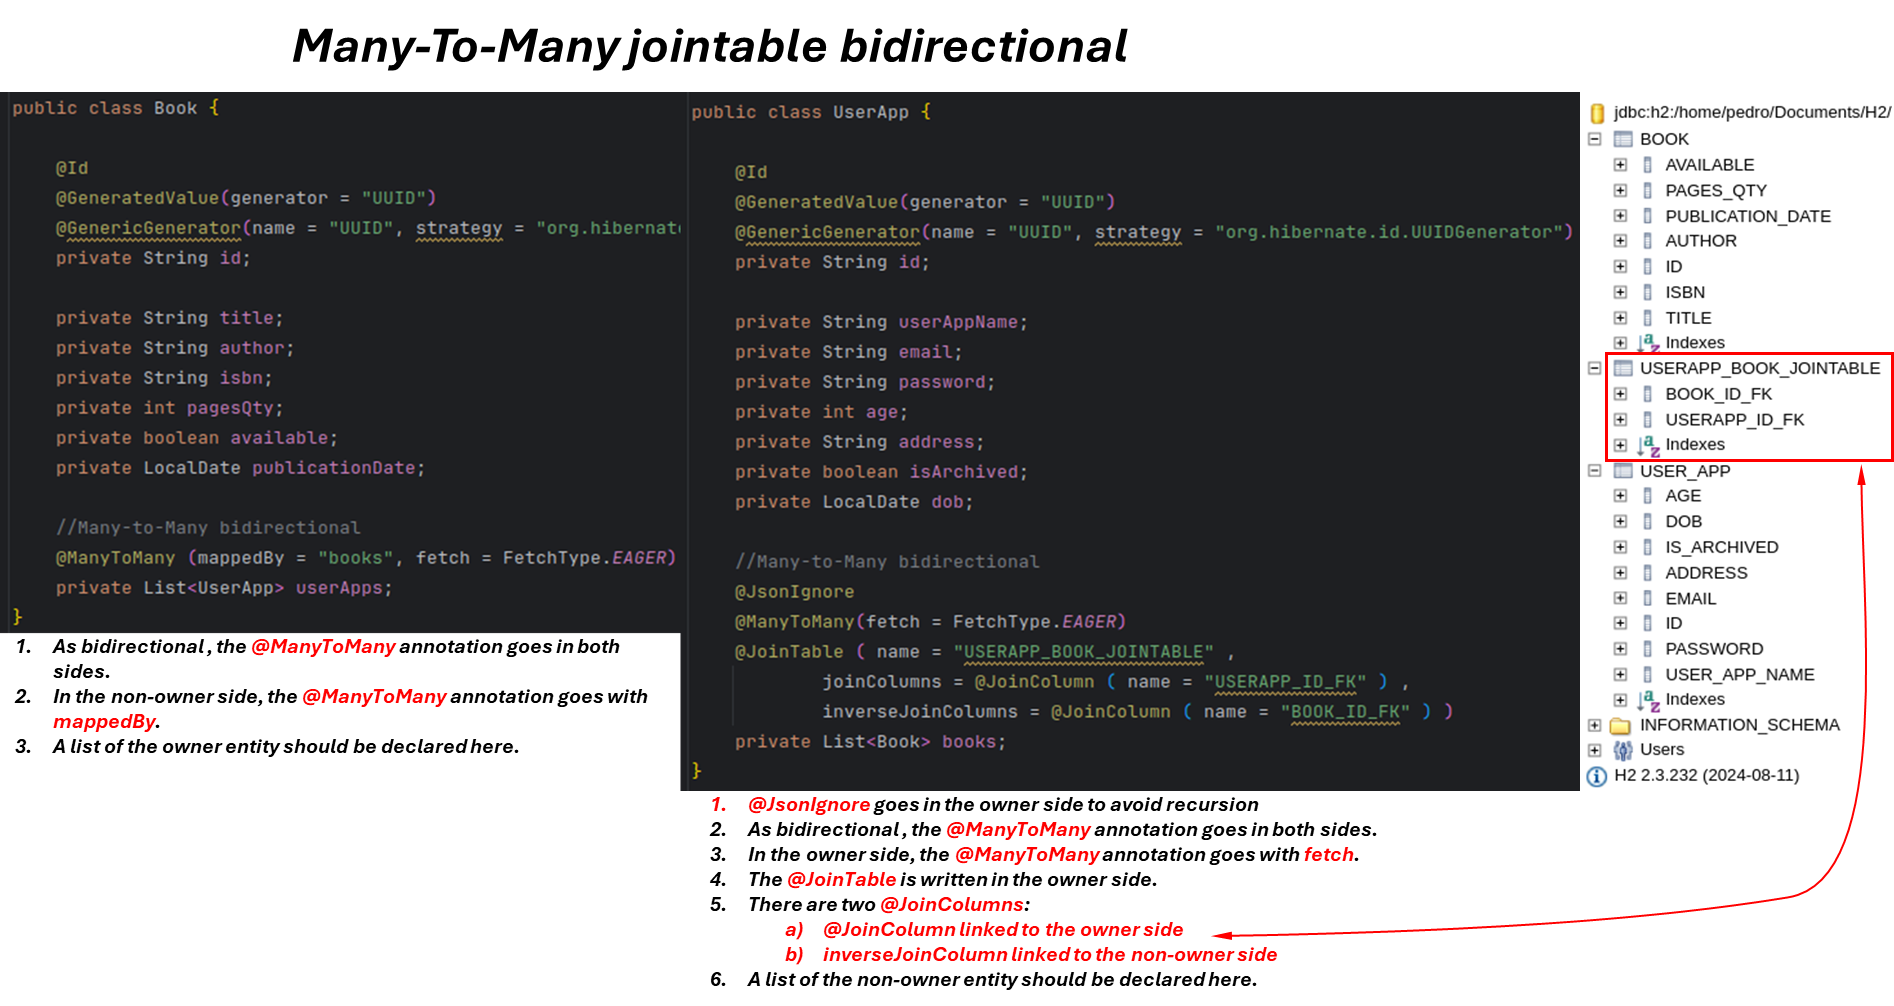 Many-To-Many jointable bidirectional
public class Book {
@Id
@GeneratedValue(generator = "UUID")
@GenericGenerator(name = "UUID", strategy = "org.hibernate
private String id;
private String title;
private String author;
private String isbn;
private int pagesQty;
private boolean available;
private LocalDate publicationDate;
//Many-to-Many bidirectional
@ManyToMany (mappedBy = "books", fetch = FetchType.EAGER)
private List<UserApp> userApps;
}
1. As bidirectional, the @ManyToMany annotation goes in both
sides.
2. In the non-owner side, the @ManyToMany annotation goes with
mappedBy.
3. A list of the owner entity should be declared here.
public class UserApp {
@Id
@GeneratedValue(generator = "UUID")
@GenericGenerator(name = "UUID", strategy = "org.hibernate.id.UUIDGenerator")
private String id;
private String userAppName;
private String email;
private String password;
private int age;
private String address;
private boolean isArchived;
private LocalDate dob;
//Many-to-Many bidirectional
@JsonIgnore
@ManyToMany(fetch = FetchType.EAGER)
@JoinTable ( name = "USERAPP_BOOK_JOINTABLE" ,
joinColumns = @JoinColumn ( name = "USERAPP_ID_FK" ) ,
inverseJoinColumns = @JoinColumn ( name = "BOOK_ID_FK" ) )
private List<Book> books;
}
1. @JsonIgnore goes in the owner side to avoid recursion
2. As bidirectional, the @ManyToMany annotation goes in both sides.
3. In the owner side, the @ManyToMany annotation goes with fetch.
4. The @JoinTable is written in the owner side.
5. There are two @JoinColumns:
a) @JoinColumn linked to the owner side
b) inverseJoinColumn linked to the non-owner side
6. A list of the non-owner entity should be declared here.
jdbc:h2:/home/pedro/Documents/H2/
BOOK
AVAILABLE
PAGES_QTY
PUBLICATION_DATE
AUTHOR
ID
ISBN
TITLE
Indexes
USERAPP_BOOK_JOINTABLE
BOOK_ID_FK
USERAPP_ID_FK
Indexes
USER_APP
AGE
DOB
IS_ARCHIVED
ADDRESS
EMAIL
ID
PASSWORD
USER_APP_NAME
Indexes
INFORMATION_SCHEMA
Users
H2 2.3.232 (2024-08-11)